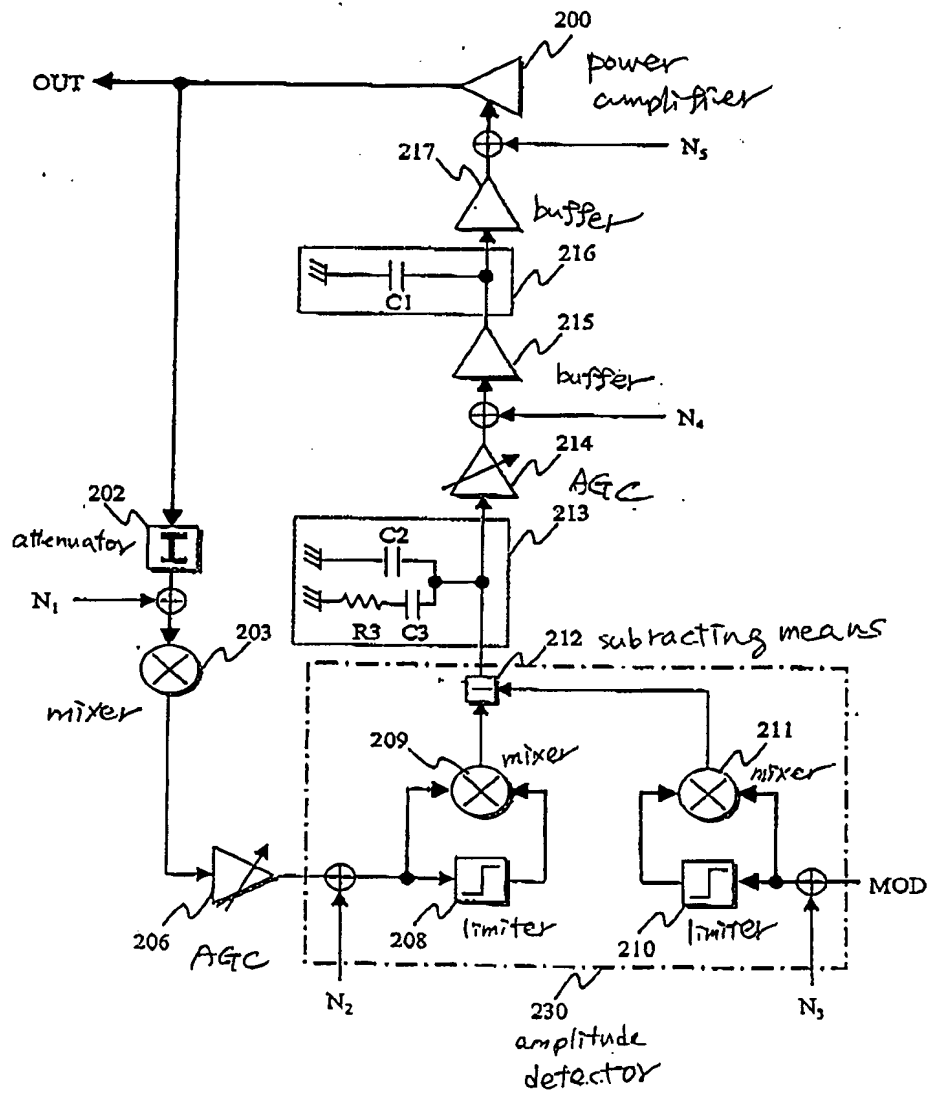 200
OUT
power
amplifier
N5
217
buffer
216
C1
215
buffer
N4
214
AGC
202
213
attenuator
C2
N1
R3
C3
203
212
subracting means
mixer
209
mixer
211
mixer
MOD
206
208
limiter
210
limiter
AGC
N2
230
N3
amplitude
detector